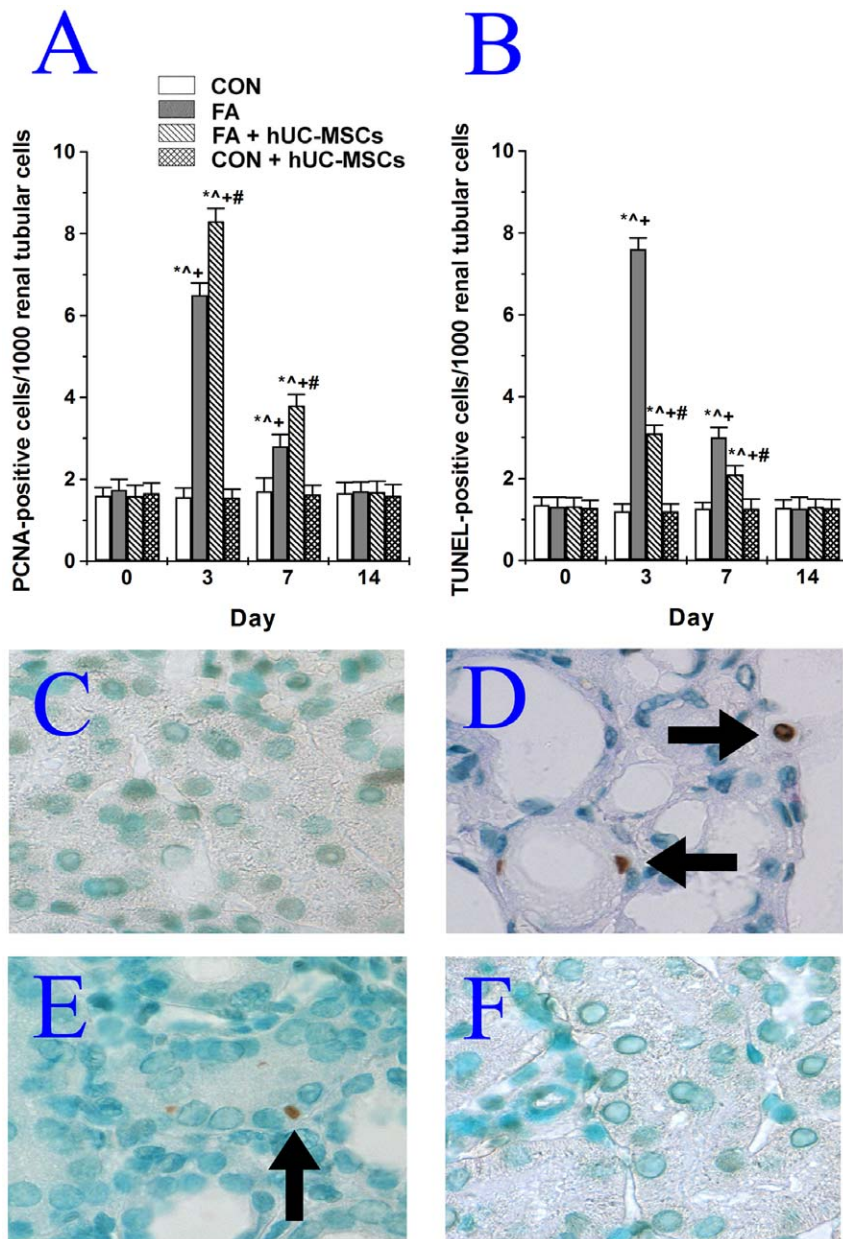 A
CON
FA
FA + hUC-MSCs
CON + hUC-MSCs
PCNA-positive cells/1000 renal tubular cells
10
8
6
4
2
0
*^+
*^+#
*^+
*^+#
0 3 7 14
Day
B
TUNEL-positive cells/1000 renal tubular cells
10
8
6
4
2
0
*^+
*^+#
*^+
*^+#
0 3 7 14
Day
C
D
E
F